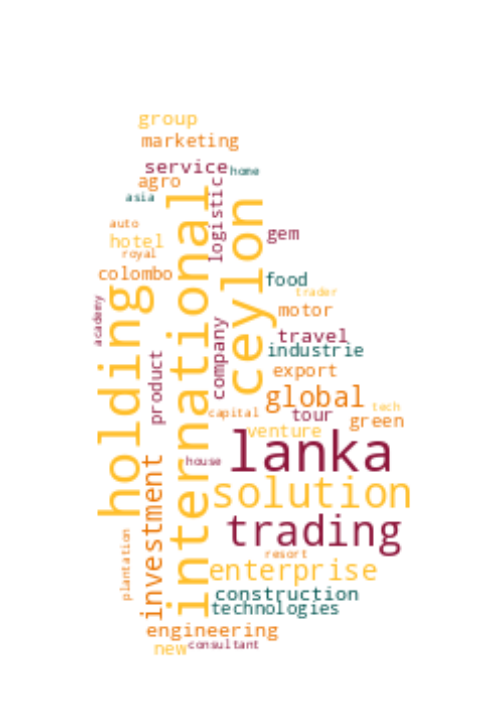 group
marketing
service
home
agro
asia
logistic
auto
gem
hotel
royal
colombo
international
ceylon
holding
food
trader
academy
motor
company
travel
product
industrie
export
global
capital
tour
tech
green
venture
lanka
house
investment
solution
trading
plantation
resort
enterprise
construction
technologies
engineering
new
consultant